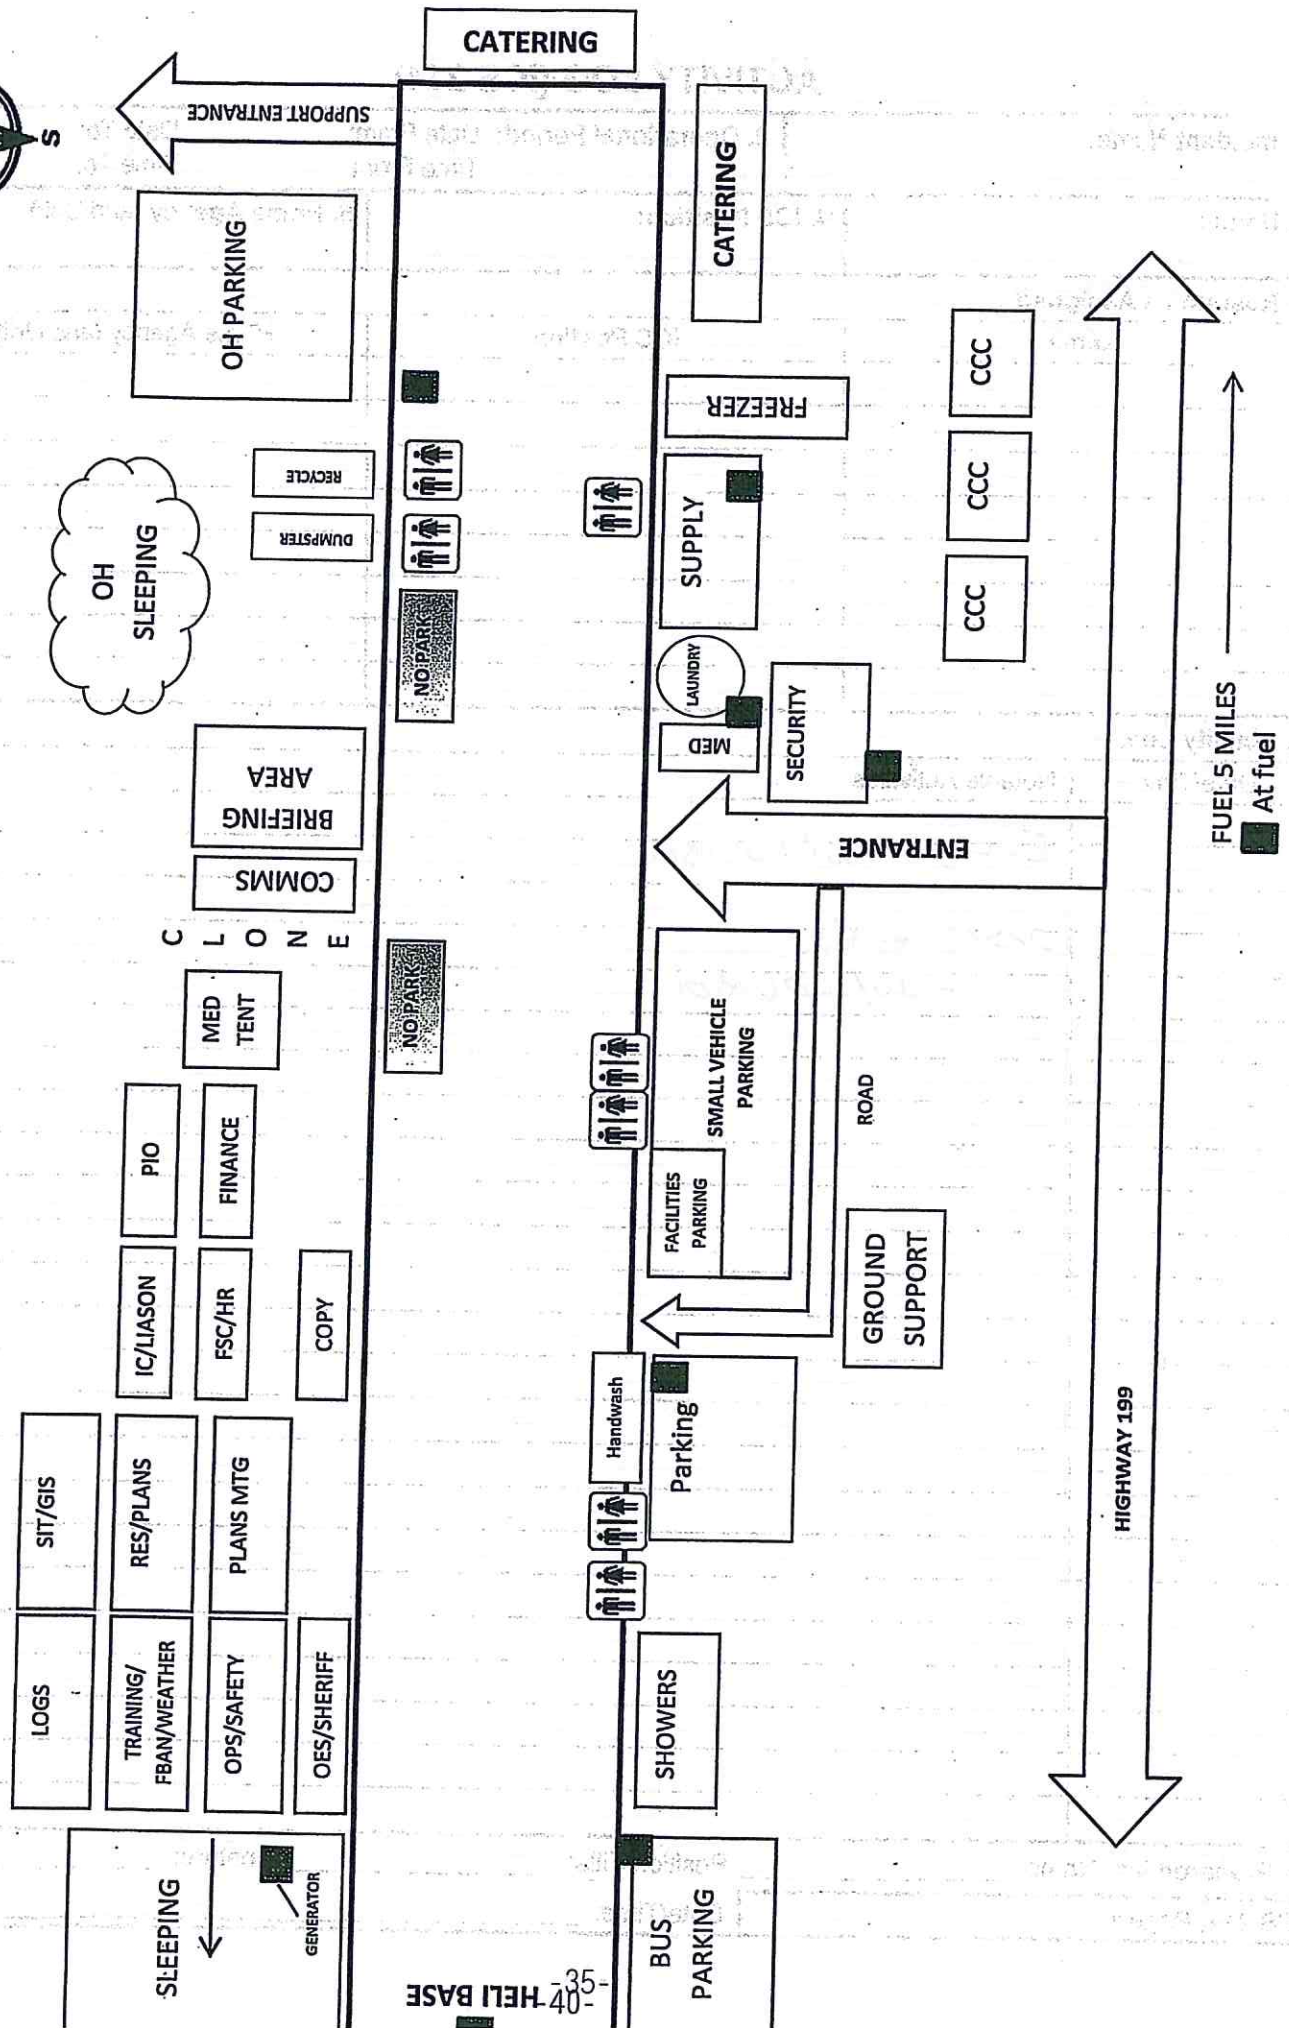 CATERING
SUPPORT ENTRANCE
S
OH PARKING
CATERING
CCC
FREEZER
RECYCLE
DUMPSTER
OH
SLEEPING
SUPPLY
CCC
CCC
NO PARK
LAUNDRY
MED
SECURITY
BRIEFING
AREA
COMMS
ENTRANCE
FUEL 5 MILES
At fuel
C L O N E
MED
TENT
NO PARK
SMALL VEHICLE
PARKING
ROAD
PIO
FINANCE
FACILITIES
PARKING
IC/LIASON
FSC/HR
COPY
GROUND
SUPPORT
Handwash
Parking
HIGHWAY 199
SIT/GIS
RES/PLANS
PLANS MTG
LOGS
TRAINING/
FBAN/WEATHER
OPS/SAFETY
OES/SHERIFF
SHOWERS
SLEEPING
GENERATOR
HELI BASE
-35-
-40-
BUS
PARKING